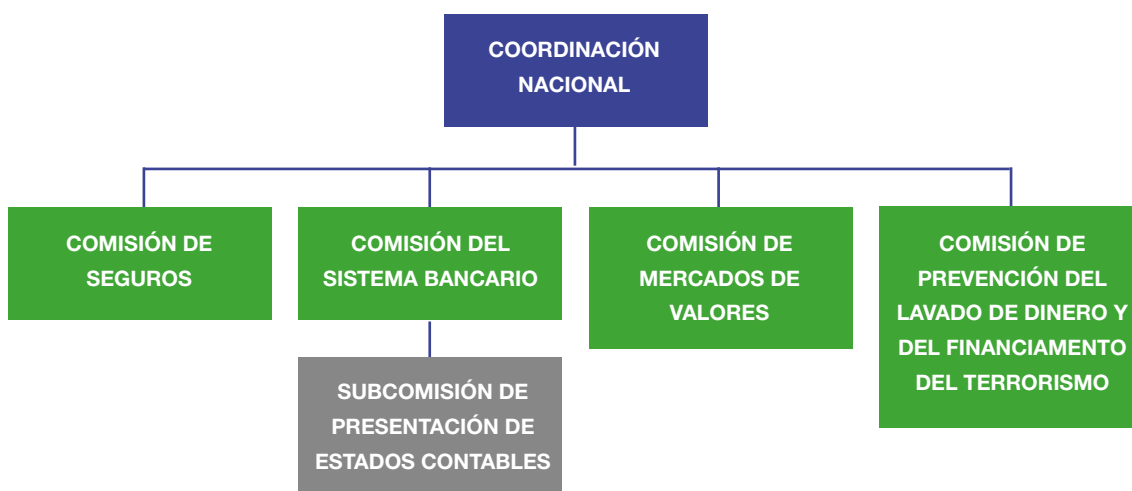 COORDINACIÓN
NACIONAL
COMISIÓN DE
SEGUROS
COMISIÓN DEL
SISTEMA BANCARIO
COMISIÓN DE
MERCADOS DE
VALORES
COMISIÓN DE
PREVENCIÓN DEL
LAVADO DE DINERO Y
DEL FINANCIAMENTO
DEL TERRORISMO
SUBCOMISIÓN DE
PRESENTACIÓN DE
ESTADOS CONTABLES